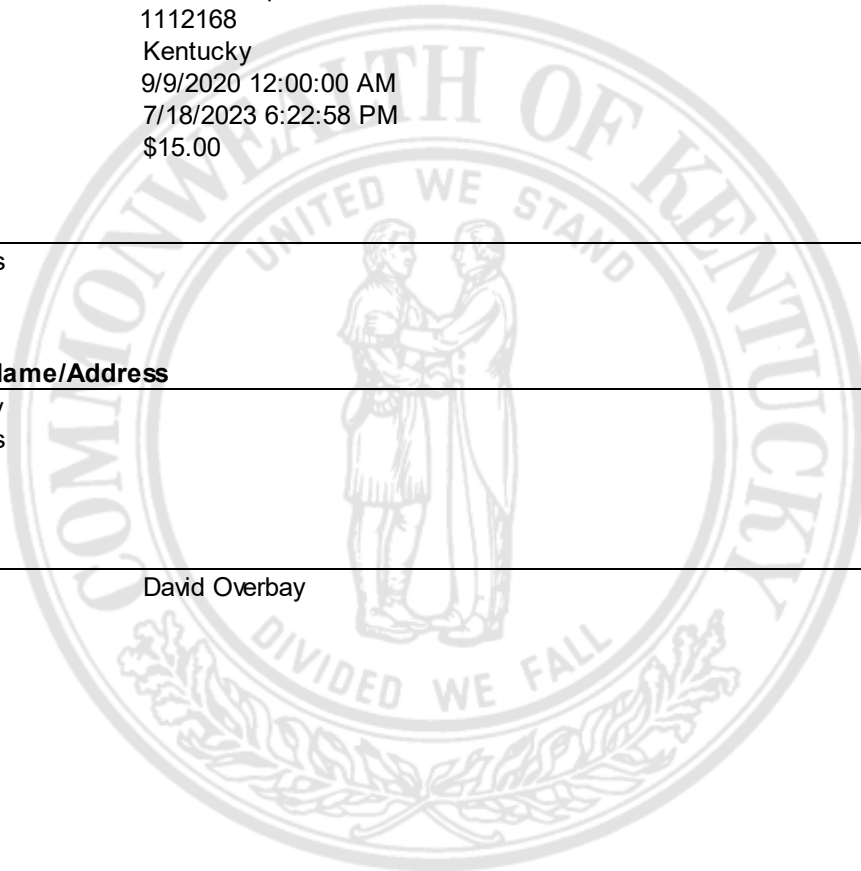 1112168
Kentucky
9/9/2020 12:00:00 AM
7/18/2023 6:22:58 PM
$15.00
COMMONWEALTH OF KENTUCKY
UNITED WE STAND
s
ame/Address
y
s
David Overbay
DIVIDED WE FALL